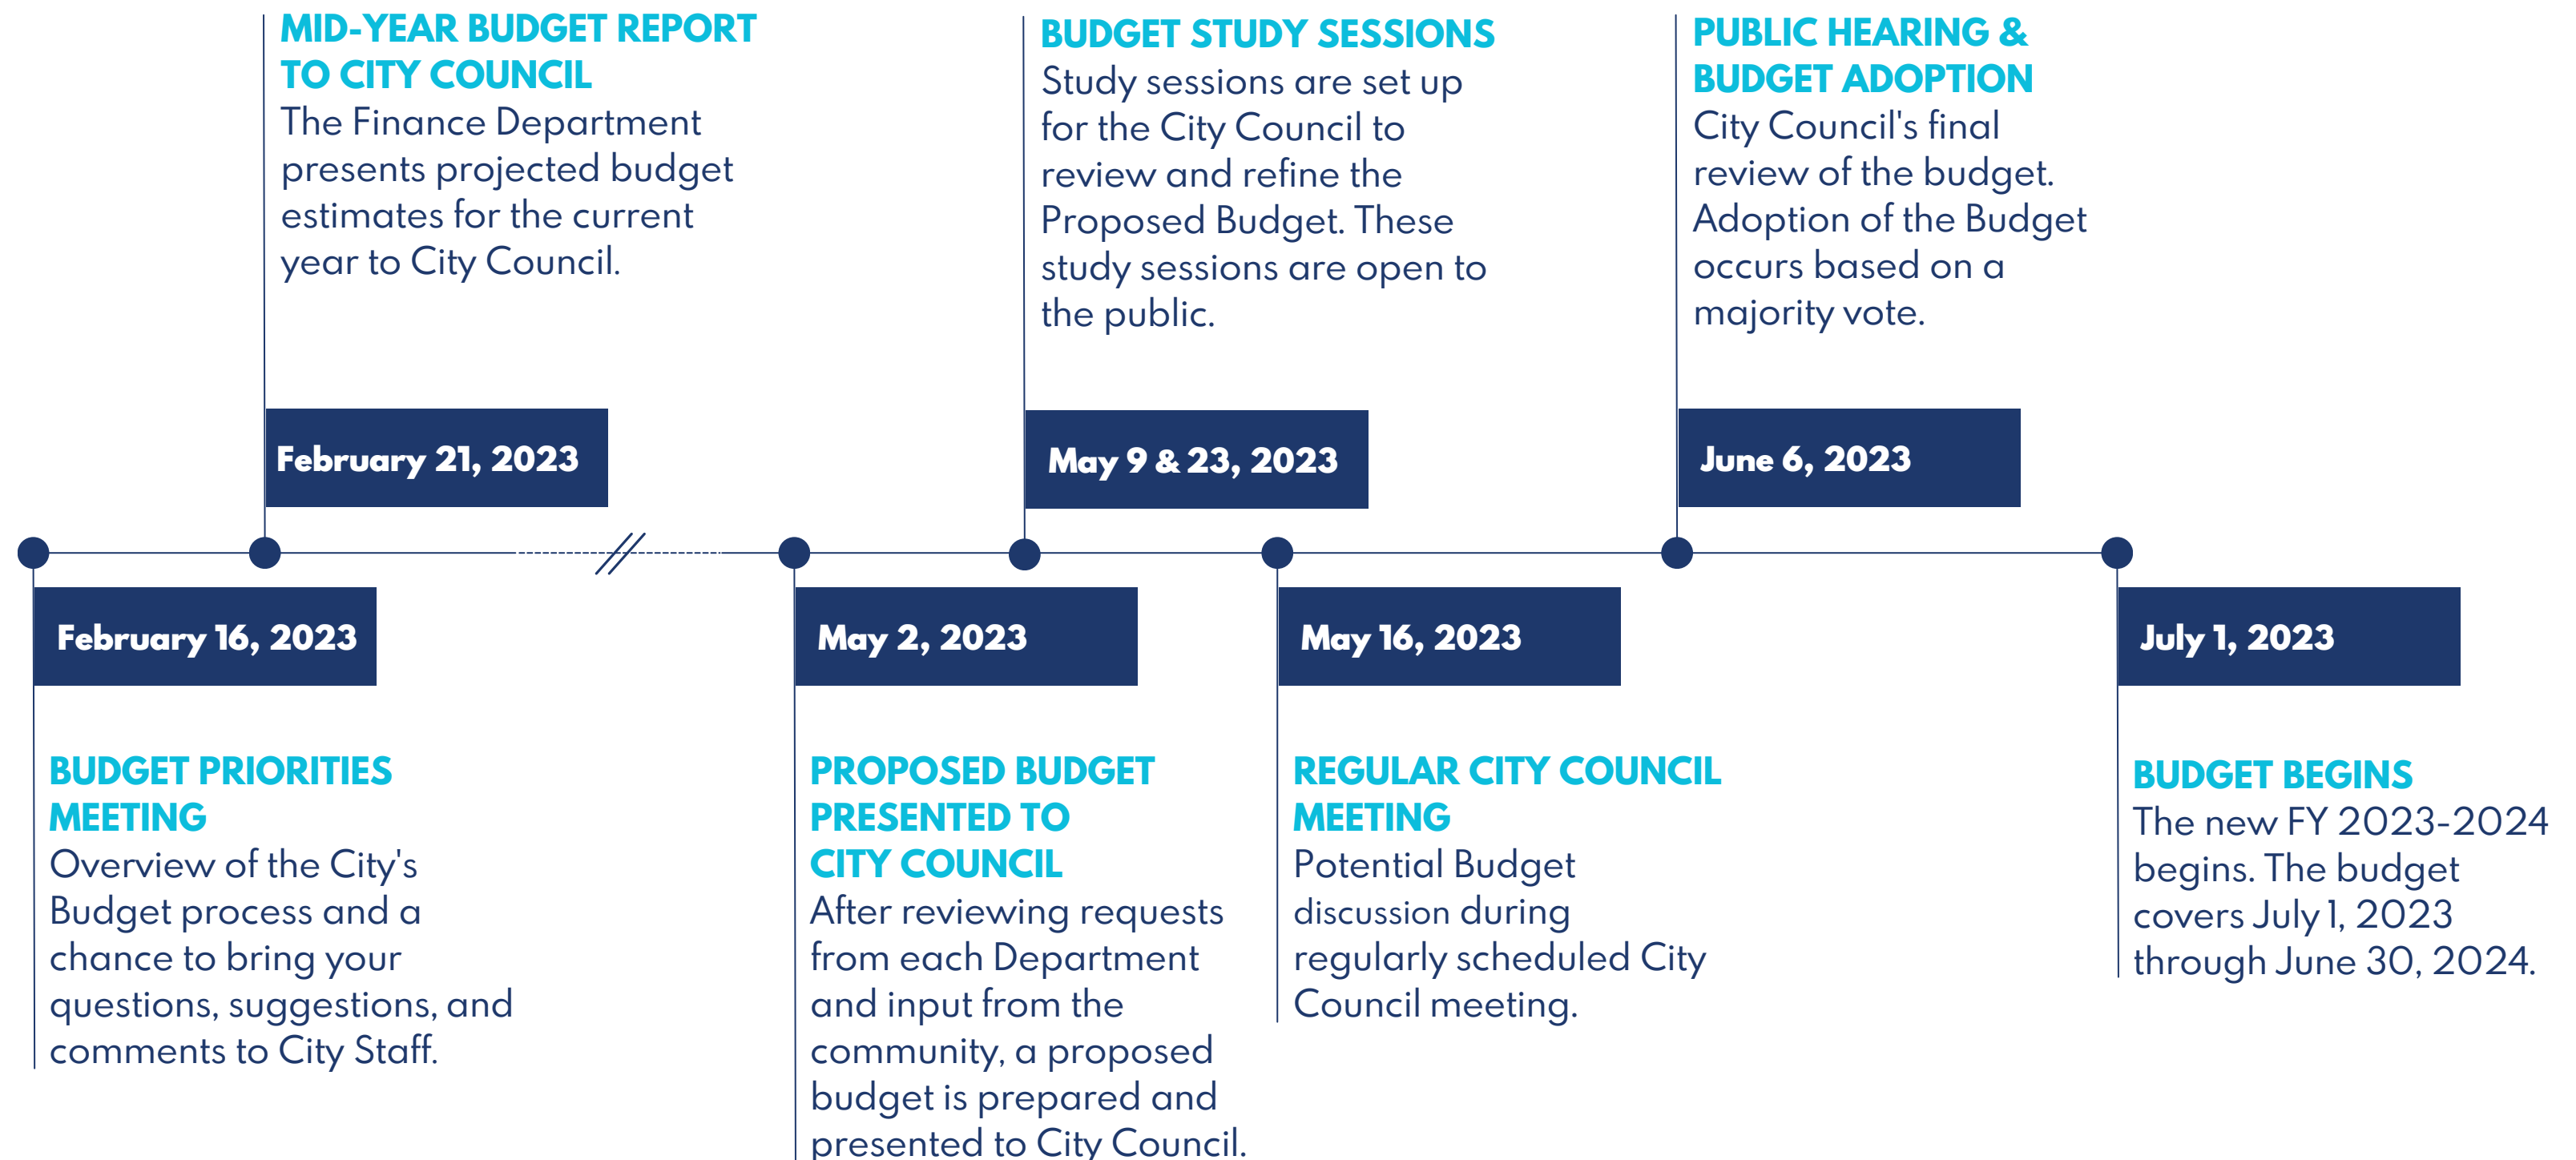 MID-YEAR BUDGET REPORT
TO CITY COUNCIL
The Finance Department
presents projected budget
estimates for the current
year to City Council.
February 21, 2023
BUDGET STUDY SESSIONS
Study sessions are set up
for the City Council to
review and refine the
Proposed Budget. These
study sessions are open to
the public.
May 9 & 23, 2023
PUBLIC HEARING &
BUDGET ADOPTION
City Council's final
review of the budget.
Adoption of the Budget
occurs based on a
majority vote.
June 6, 2023
February 16, 2023
BUDGET PRIORITIES
MEETING
Overview of the City's
Budget process and a
chance to bring your
questions, suggestions, and
comments to City Staff.
May 2, 2023
PROPOSED BUDGET
PRESENTED TO
CITY COUNCIL
After reviewing requests
from each Department
and input from the
community, a proposed
budget is prepared and
presented to City Council.
May 16, 2023
REGULAR CITY COUNCIL
MEETING
Potential Budget
discussion during
regularly scheduled City
Council meeting.
July 1, 2023
BUDGET BEGINS
The new FY 2023-2024
begins. The budget
covers July 1, 2023
through June 30, 2024.